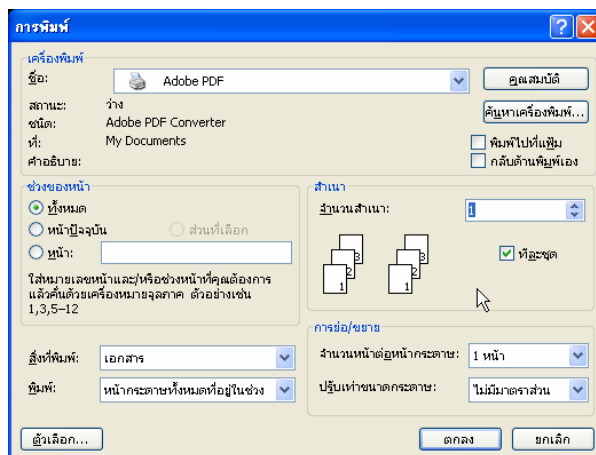 การพิมพ์
เครื่องพิมพ์
ชื่อ: Adobe PDF คุณสมบัติ
สถานะ: ว่าง
ชนิด: Adobe PDF Converter ค้นหาเครื่องพิมพ์...
ที่: My Documents พิมพ์ไปที่แฟ้ม
คำอธิบาย: กลับด้านพิมพ์เอง
ช่วงของหน้า
ทั้งหมด
หน้าปัจจุบัน ส่วนที่เลือก
หน้า:
ใส่หมายเลขหน้าและ/หรือช่วงหน้าที่คุณต้องการ
แล้วคั่นด้วยเครื่องหมายจุลภาค ตัวอย่างเช่น
1,3,5–12
สำเนา
จำนวนสำเนา: 1
1 2 3 1 2 3 ทีละชุด
สิ่งที่พิมพ์: เอกสาร
พิมพ์: หน้ากระดาษทั้งหมดที่อยู่ในช่วง
การย่อ/ขยาย
จำนวนหน้าต่อหน้ากระดาษ: 1 หน้า
ปรับเท่าขนาดกระดาษ: ไม่มีมาตราส่วน
ตัวเลือก... ตกลง ยกเลิก